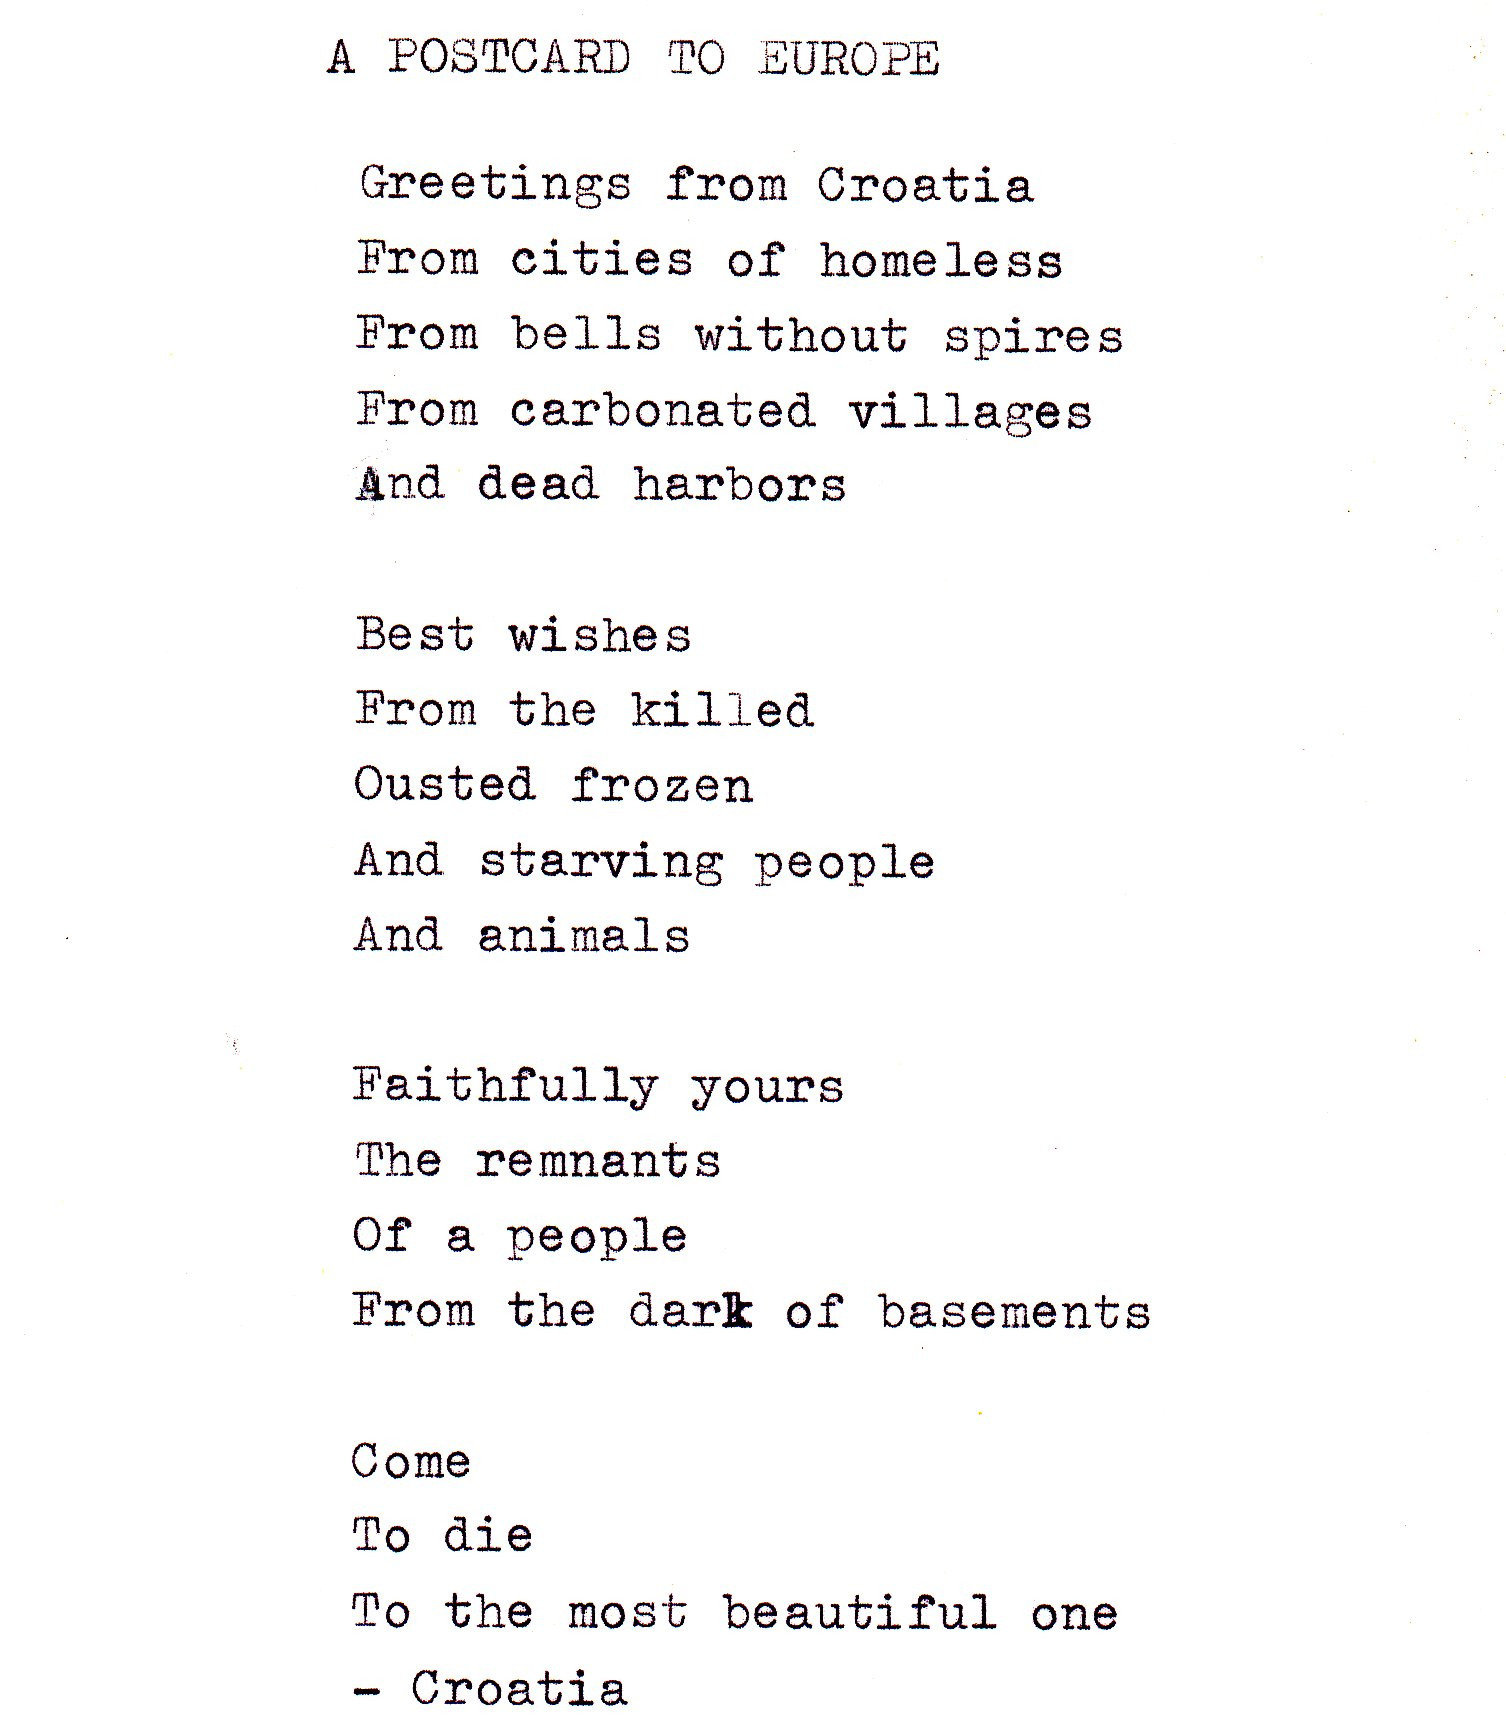 A POSTCARD TO EUROPE
Greetings from Croatia
From cities of homeless
From bells without spires
From carbonated villages
And dead harbors
Best wishes
From the killed
Ousted frozen
And starving people
And animals
Faithfully yours
The remnants
Of a people
From the dark of basements
Come
To die
To the most beautiful one
- Croatia